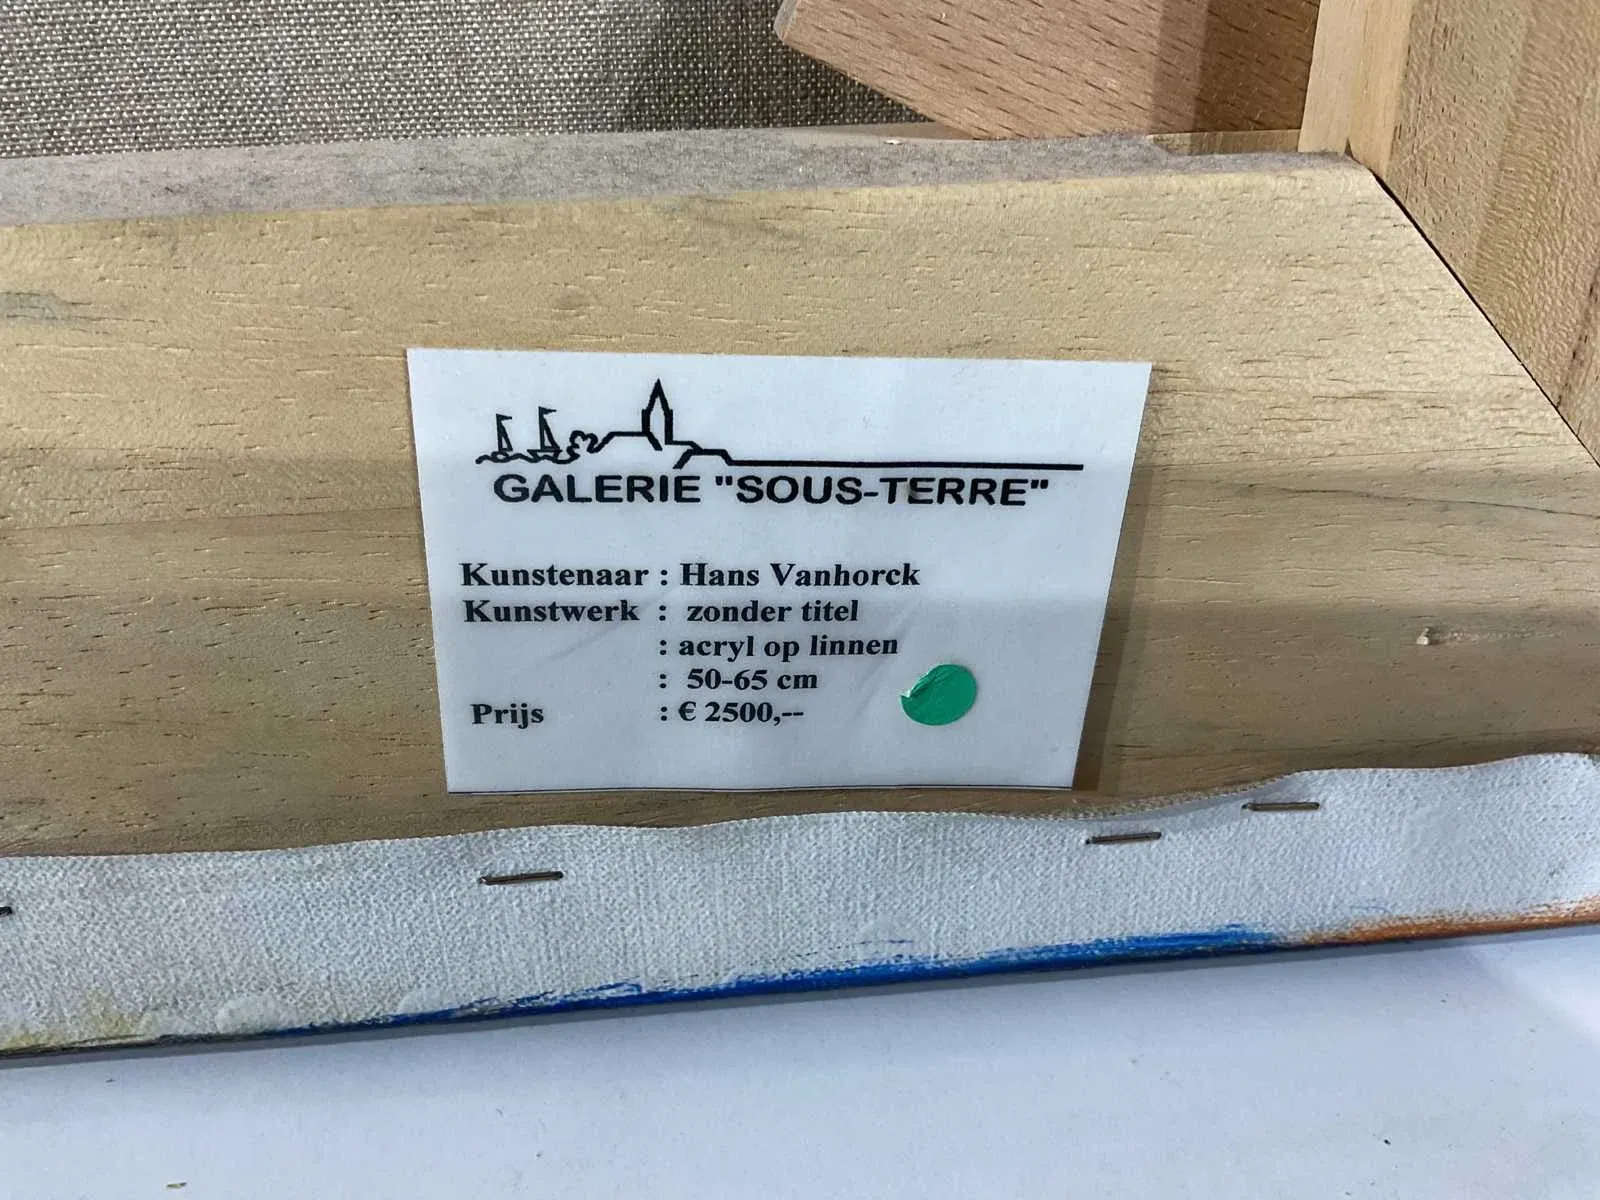 GALERIE "SOUS-TERRE"
Kunstenaar : Hans Vanhorck
Kunstwerk : zonder titel
: acryl op linnen
: 50-65 cm
Prijs : € 2500,--